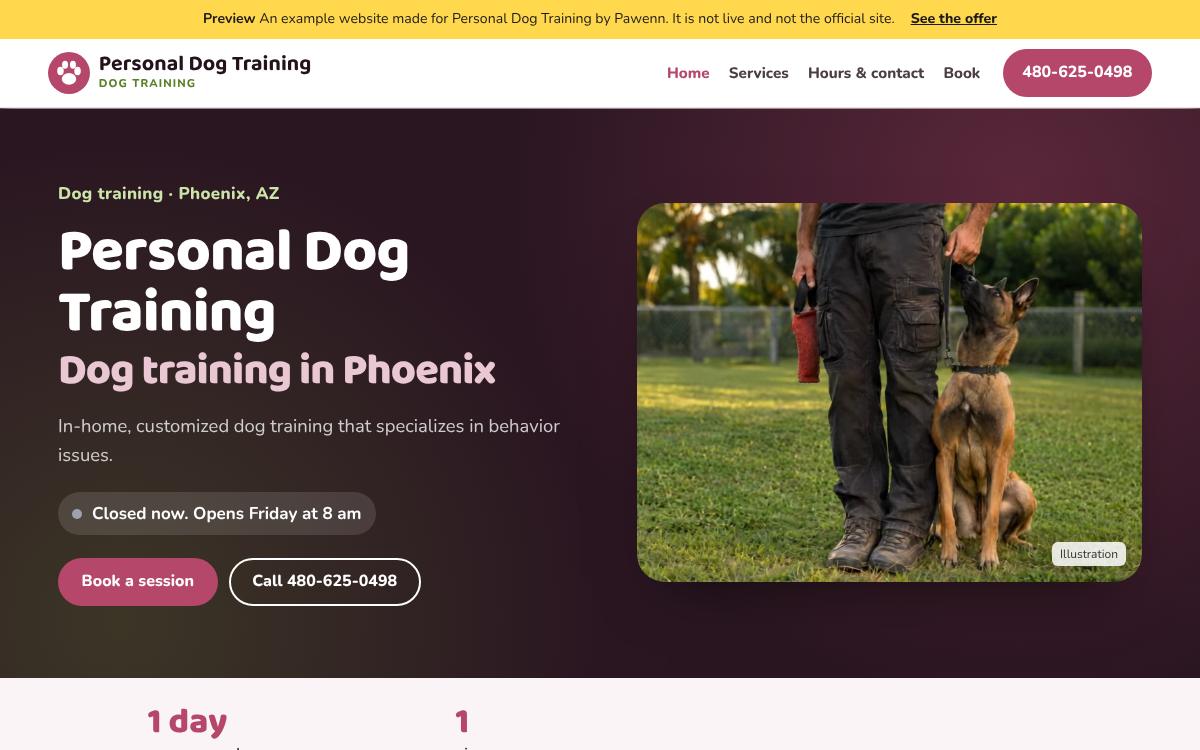 Preview An example website made for Personal Dog Training by Pawenn. It is not live and not the official site. See the offer
Personal Dog Training
DOG TRAINING
Home Services Hours & contact Book 480-625-0498
Dog training · Phoenix, AZ
Personal Dog
Training
Dog training in Phoenix
In-home, customized dog training that specializes in behavior
issues.
Closed now. Opens Friday at 8 am
Book a session Call 480-625-0498
Illustration
1 day 1